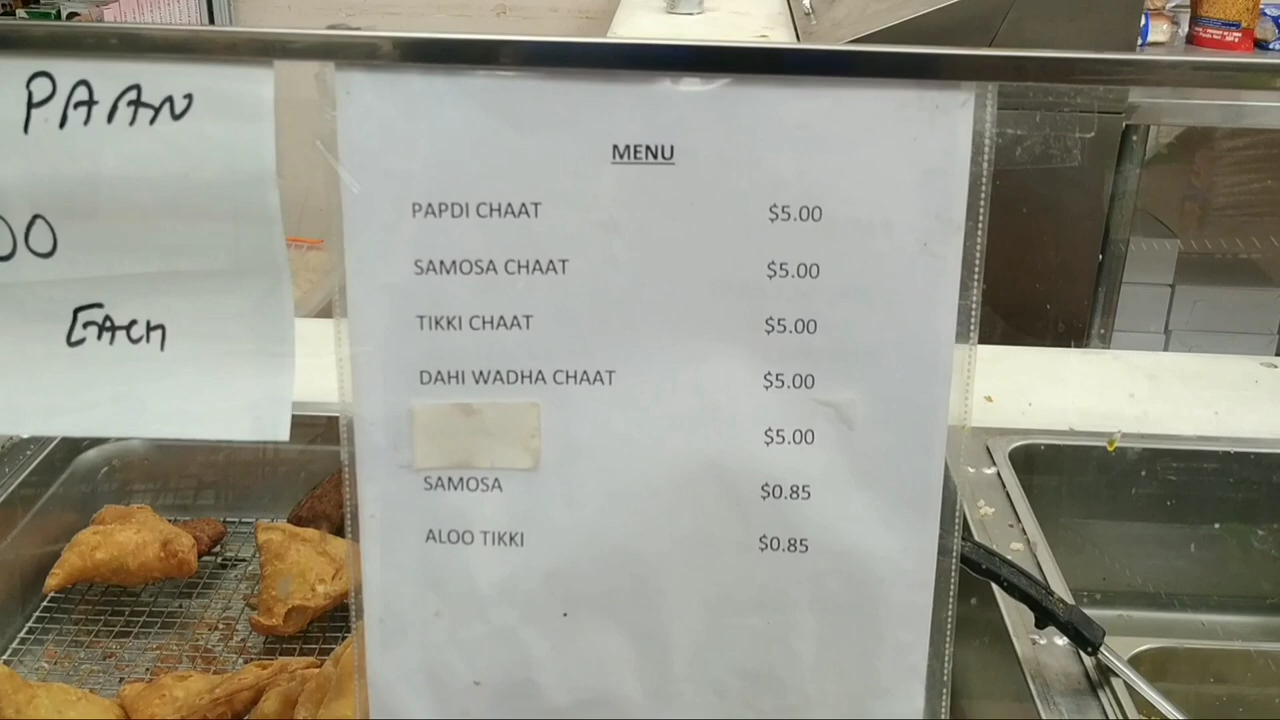 PAAN
00
EACH
MENU
PAPDI CHAAT $5.00
SAMOSA CHAAT $5.00
TIKKI CHAAT $5.00
DAHI WADHA CHAAT $5.00
$5.00
SAMOSA $0.85
ALOO TIKKI $0.85